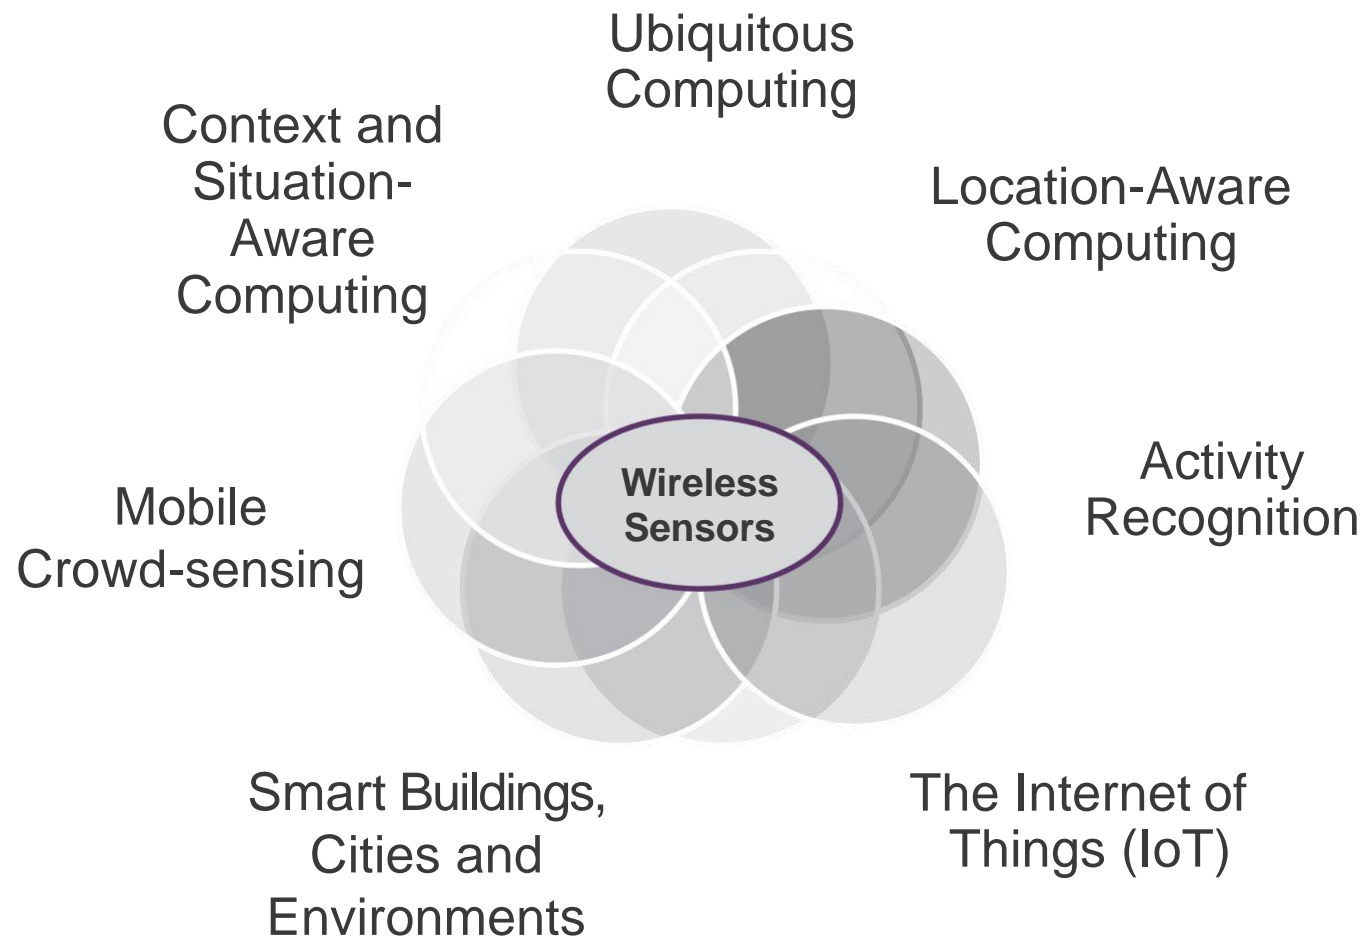 Ubiquitous
Computing
Context and
Situation-
Aware
Computing
Location-Aware
Computing
Activity
Recognition
Wireless
Sensors
Mobile
Crowd-sensing
Smart Buildings,
Cities and
Environments
The Internet of
Things (IoT)